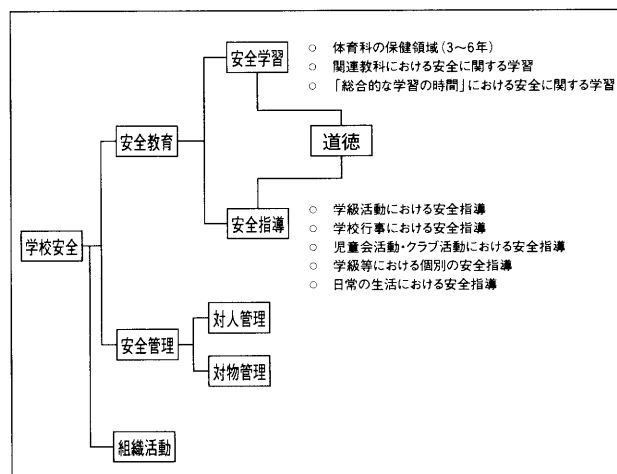 安全学習
○ 体育科の保健領域(3～6年)
○ 関連教科における安全に関する学習
○ 「総合的な学習の時間」における安全に関する学習
安全教育
道徳
安全指導
○ 学級活動における安全指導
○ 学校行事における安全指導
○ 児童会活動・クラブ活動における安全指導
○ 学級等における個別の安全指導
○ 日常の生活における安全指導
学校安全
対人管理
安全管理
対物管理
組織活動